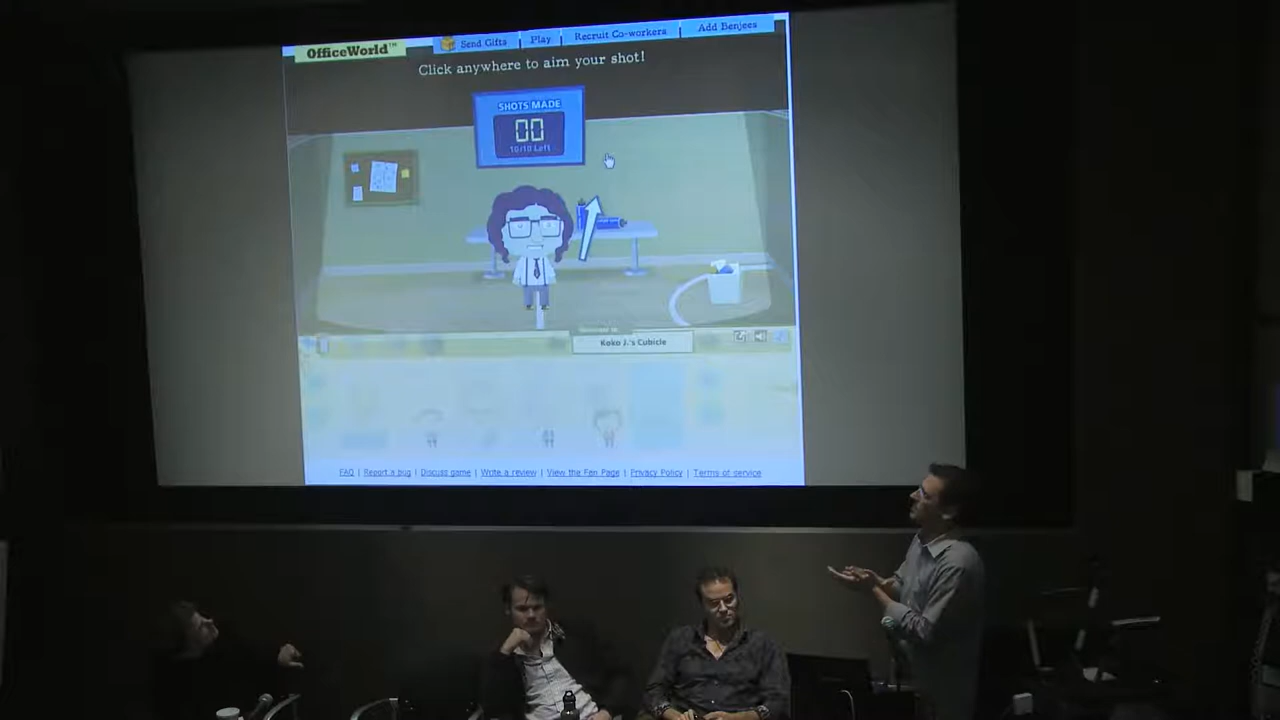 OfficeWorld™
Send Gifts | Play | Recruit Co-workers | Add Benjees
Click anywhere to aim your shot!
SHOTS MADE
00
10/10 Left
Koko J.'s Cubicle
FAQ | Report a bug | Discuss game | Write a review | View the Fan Page | Privacy Policy | Terms of service